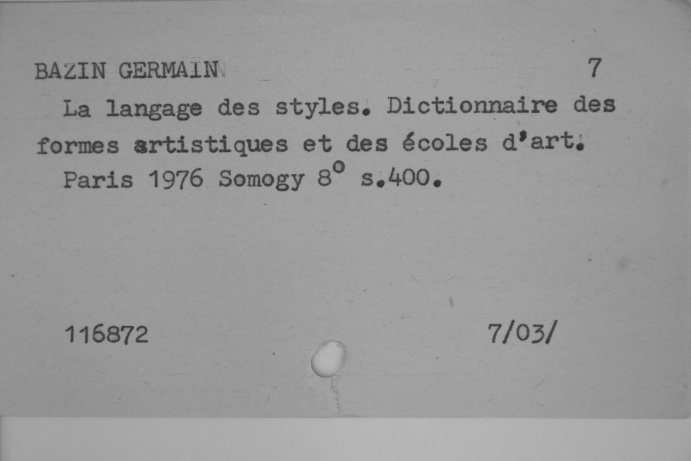 BAZIN GERMAIN 7
La langage des styles. Dictionnaire des
formes artistiques et des écoles d'art.
Paris 1976 Somogy 8° s.400.
116872 7/03/